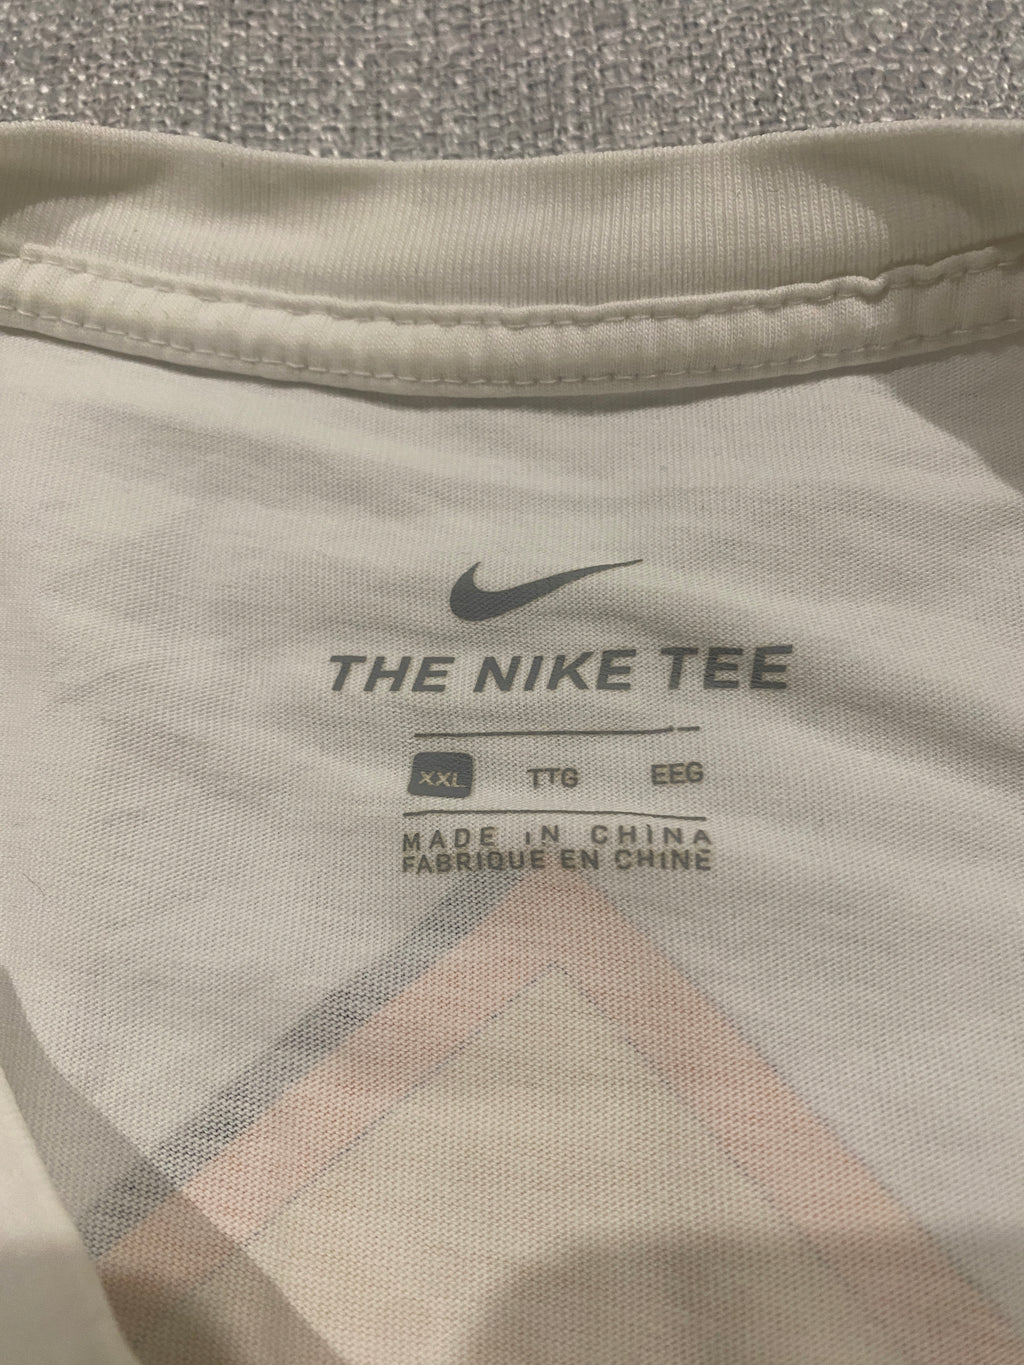 THE NIKE TEE
XXL TTG EEG
MADE IN CHINA
FABRIQUE EN CHINE